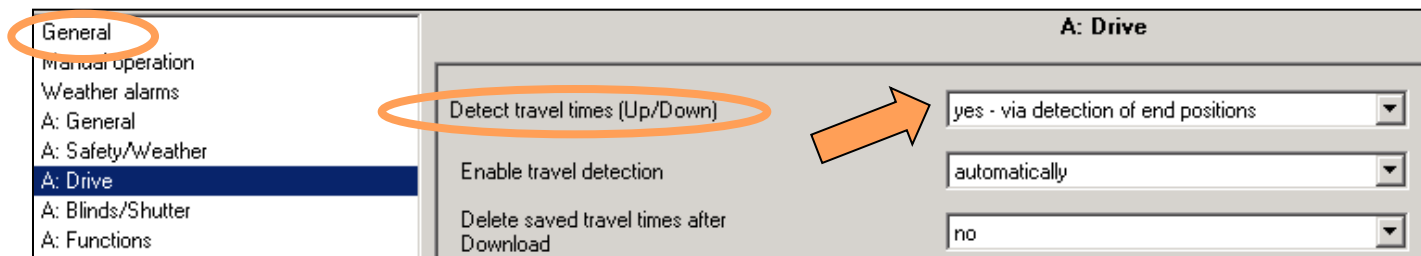 General
Manual operation
Weather alarms
A: General
A: Safety/Weather
A: Drive
A: Blinds/Shutter
A: Functions
A: Drive
Detect travel times (Up/Down)
yes - via detection of end positions
Enable travel detection
automatically
Delete saved travel times after
Download
no